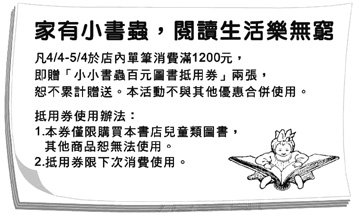 家有小書蟲，閱讀生活樂無窮
凡4/4-5/4於店內單筆消費滿1200元，
即贈「小小書蟲百元圖書抵用券」兩張，
恕不累計贈送。本活動不與其他優惠合併使用。
抵用券使用辦法：
1.本券僅限購買本書店兒童類圖書，
其他商品恕無法使用。
2.抵用券限下次消費使用。